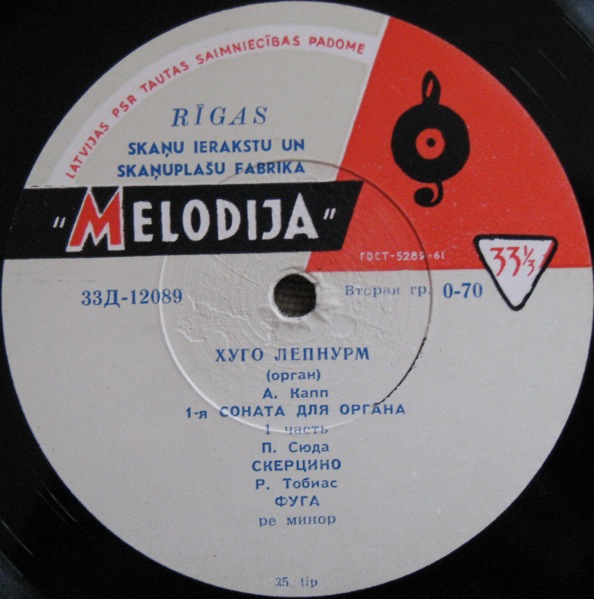 LATVIJAS PSR TAUTAS SAIMNIECĪBAS PADOME
RĪGAS
SKAŅU IERAKSTU UN
SKAŅUPLAŠU FABRIKA
"MELODIJA"
ГОСТ-5289-61
33⅓
33Д-12089
Вторая гр. 0-70
ХУГО ЛЕПНУРМ
(орган)
А. Капп
1-я СОНАТА ДЛЯ ОРГАНА
1 часть
П. Сюда
СКЕРЦИНО
Р. Тобиас
ФУГА
ре минор
25. tip